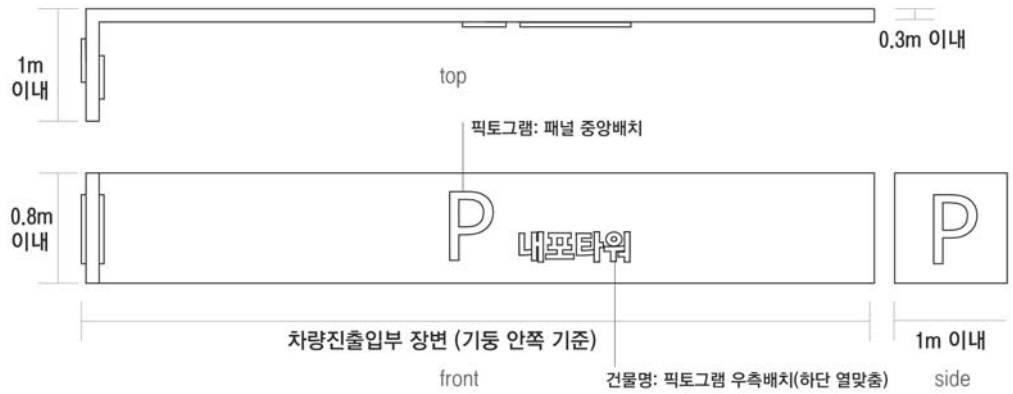 0.3m 이내
1m
이내
top
픽토그램: 패널 중앙배치
P
내포타워
P
0.8m
이내
차량진출입부 장변 (기둥 안쪽 기준)
1m 이내
front
건물명: 픽토그램 우측배치(하단 열맞춤)
side